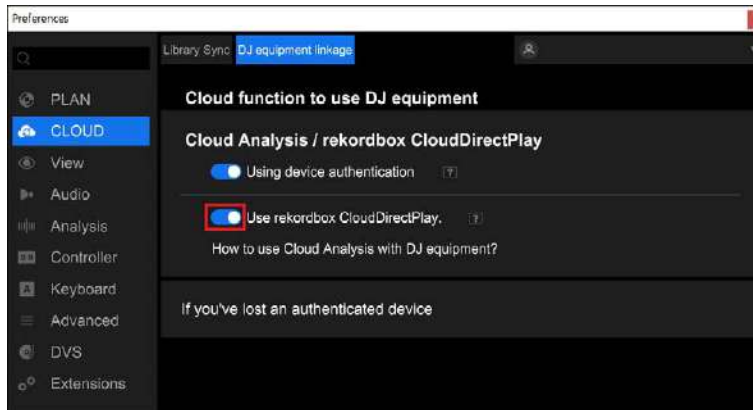 Preferences
Library Sync DJ equipment linkage
PLAN
CLOUD
View
Audio
Analysis
Controller
Keyboard
Advanced
DVS
Extensions
Cloud function to use DJ equipment
Cloud Analysis / rekordbox CloudDirectPlay
Using device authentication [?]
Use rekordbox CloudDirectPlay. [?]
How to use Cloud Analysis with DJ equipment?
If you've lost an authenticated device